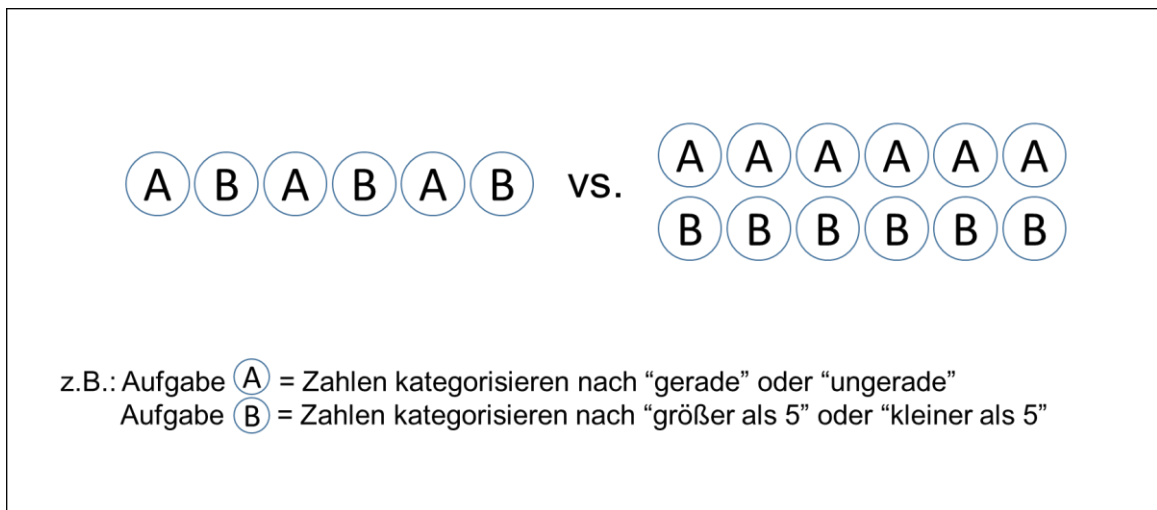 A B A B A B vs.
A A A A A A
B B B B B B
z.B.: Aufgabe A = Zahlen kategorisieren nach “gerade” oder “ungerade”
Aufgabe B = Zahlen kategorisieren nach “größer als 5” oder “kleiner als 5”